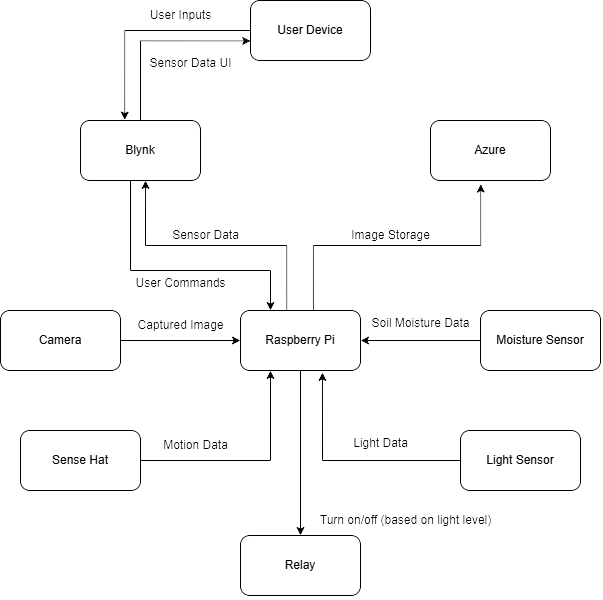 User Inputs
User Device
Sensor Data UI
Blynk
Azure
Sensor Data
Image Storage
User Commands
Captured Image
Soil Moisture Data
Camera
Raspberry Pi
Moisture Sensor
Motion Data
Light Data
Sense Hat
Light Sensor
Turn on/off (based on light level)
Relay